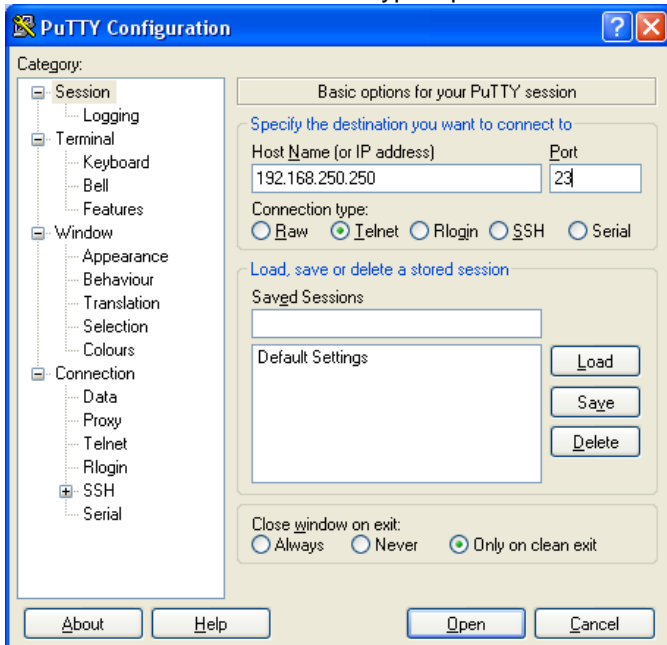 PuTTY Configuration
Category:
Session
Logging
Terminal
Keyboard
Bell
Features
Window
Appearance
Behaviour
Translation
Selection
Colours
Connection
Data
Proxy
Telnet
Rlogin
SSH
Serial
Basic options for your PuTTY session
Specify the destination you want to connect to
Host Name (or IP address) Port
192.168.250.250 23
Connection type:
Raw Telnet Rlogin SSH Serial
Load, save or delete a stored session
Saved Sessions
Default Settings
Load
Save
Delete
Close window on exit:
Always Never Only on clean exit
About Help Open Cancel